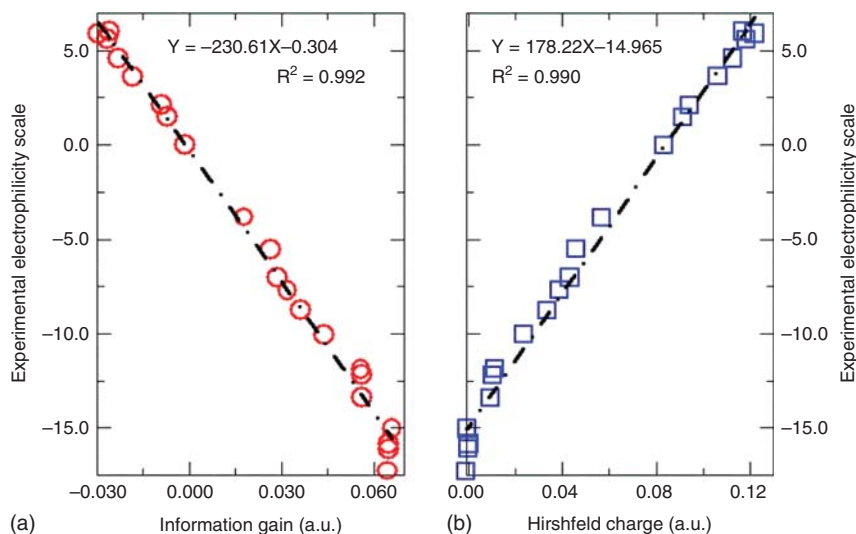 Y = –230.61X–0.304
R² = 0.992
Experimental electrophilicity scale
5.0
0.0
–5.0
–10.0
–15.0
–0.030 0.000 0.030 0.060
(a) Information gain (a.u.)
Y = 178.22X–14.965
R² = 0.990
5.0
0.0
–5.0
–10.0
–15.0
Experimental electrophilicity scale
0.00 0.04 0.08 0.12
(b) Hirshfeld charge (a.u.)